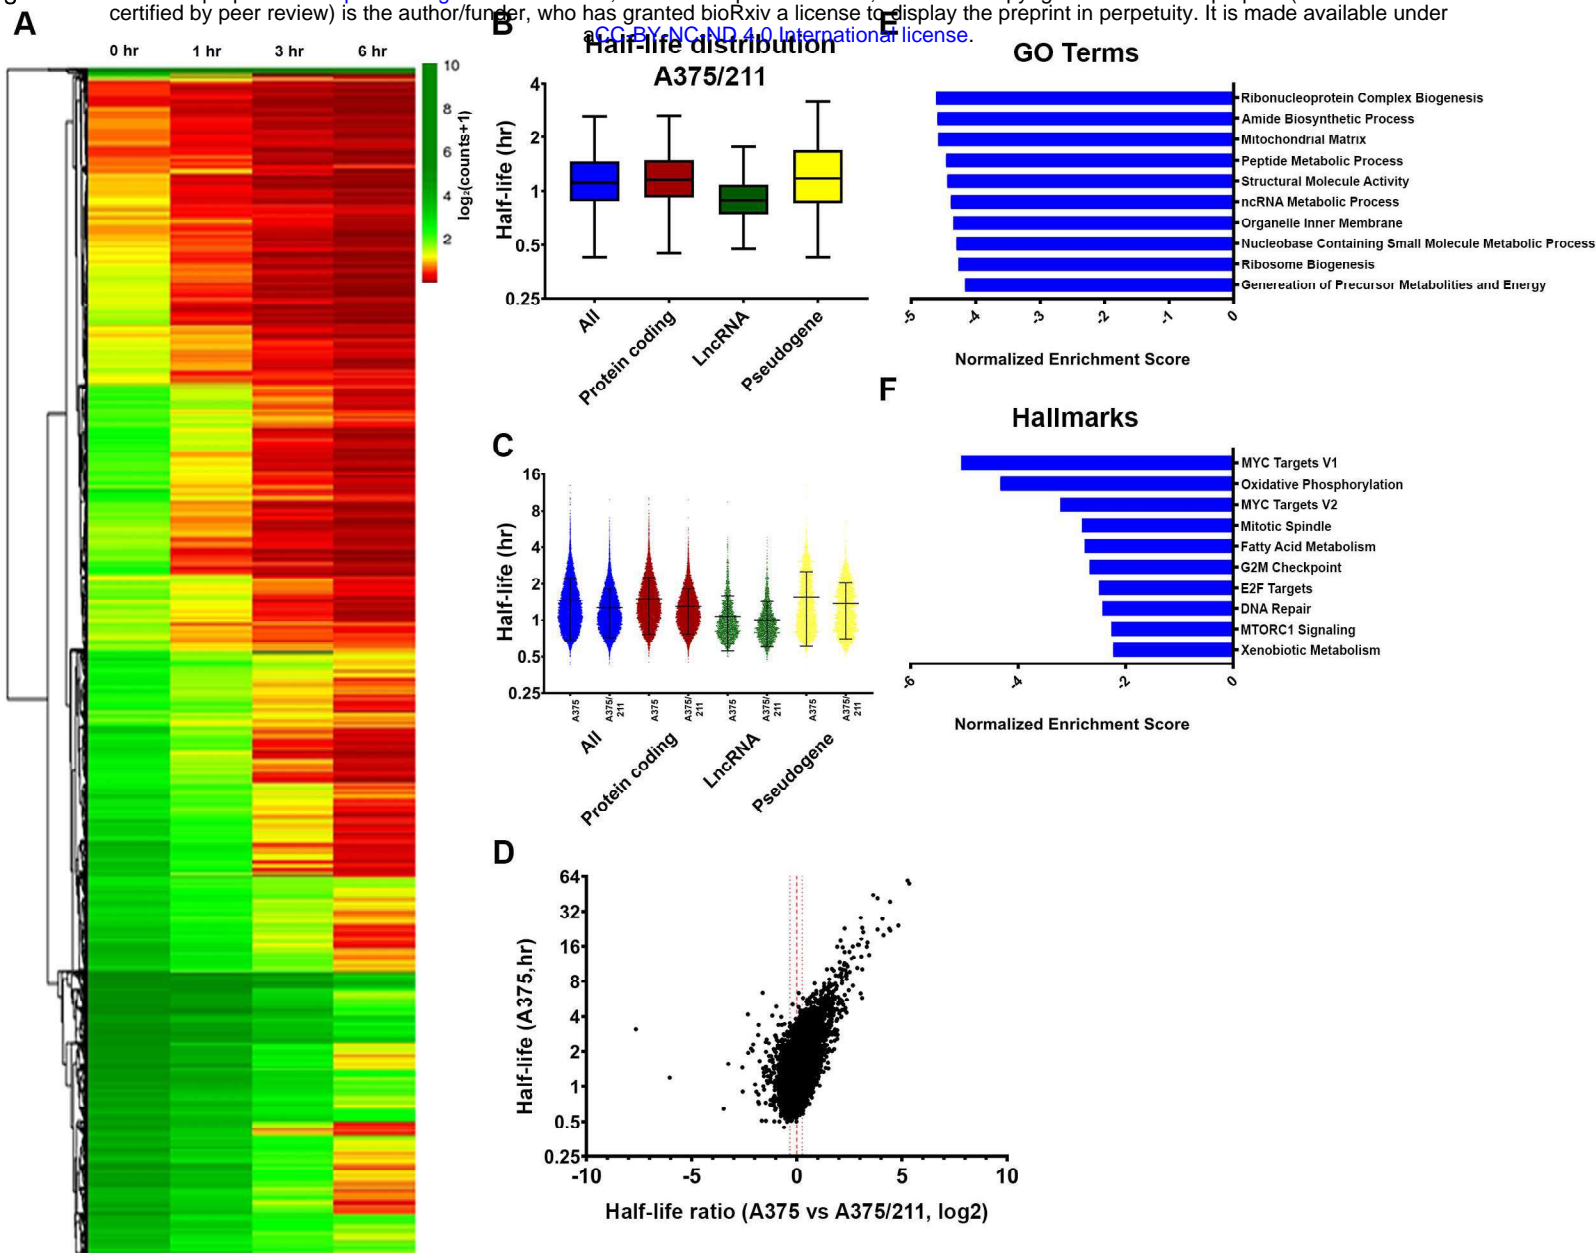 certified by peer review) is the author/funder, who has granted bioRxiv a license to display the preprint in perpetuity. It is made available under
aCC-BY-NC-ND 4.0 International license.
A
0 hr 1 hr 3 hr 6 hr
10
8
6
4
2
log2(counts+1)
B
Half-life distribution
A375/211
Half-life (hr)
4
2
1
0.5
0.25
All
Protein coding
LncRNA
Pseudogene
C
Half-life (hr)
16
8
4
2
1
0.5
0.25
A375
A375/
211
A375
A375/
211
A375
A375/
211
A375
A375/
211
All
Protein coding
LncRNA
Pseudogene
D
Half-life (A375,hr)
64
32
16
8
4
2
1
0.5
0.25
-10 -5 0 5 10
Half-life ratio (A375 vs A375/211, log2)
E
GO Terms
Ribonucleoprotein Complex Biogenesis
Amide Biosynthetic Process
Mitochondrial Matrix
Peptide Metabolic Process
Structural Molecule Activity
ncRNA Metabolic Process
Organelle Inner Membrane
Nucleobase Containing Small Molecule Metabolic Process
Ribosome Biogenesis
Genereation of Precursor Metabolities and Energy
-5 -4 -3 -2 -1 0
Normalized Enrichment Score
F
Hallmarks
MYC Targets V1
Oxidative Phosphorylation
MYC Targets V2
Mitotic Spindle
Fatty Acid Metabolism
G2M Checkpoint
E2F Targets
DNA Repair
MTORC1 Signaling
Xenobiotic Metabolism
-6 -4 -2 0
Normalized Enrichment Score